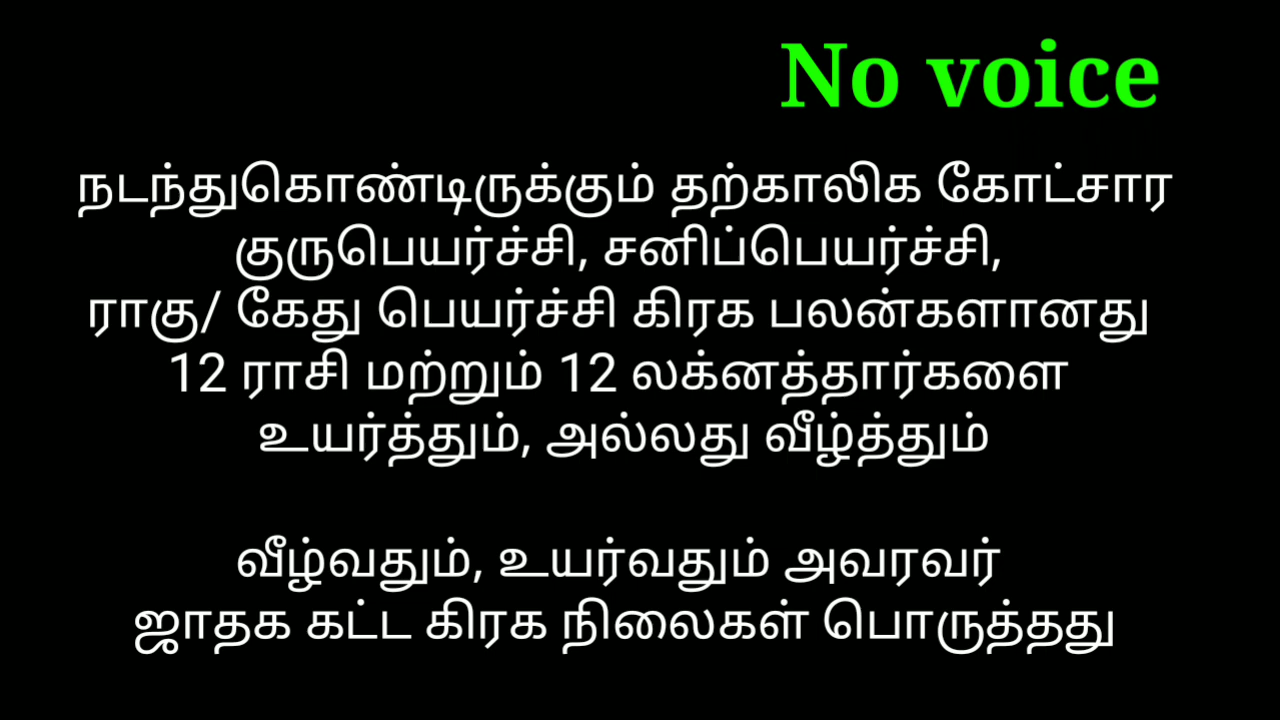 No voice
நடந்துகொண்டிருக்கும் தற்காலிக கோட்சார
குருபெயர்ச்சி, சனிப்பெயர்ச்சி,
ராகு/ கேது பெயர்ச்சி கிரக பலன்களானது
12 ராசி மற்றும் 12 லக்னத்தார்களை
உயர்த்தும், அல்லது வீழ்த்தும்
வீழ்வதும், உயர்வதும் அவரவர்
ஜாதக கட்ட கிரக நிலைகள் பொருத்தது